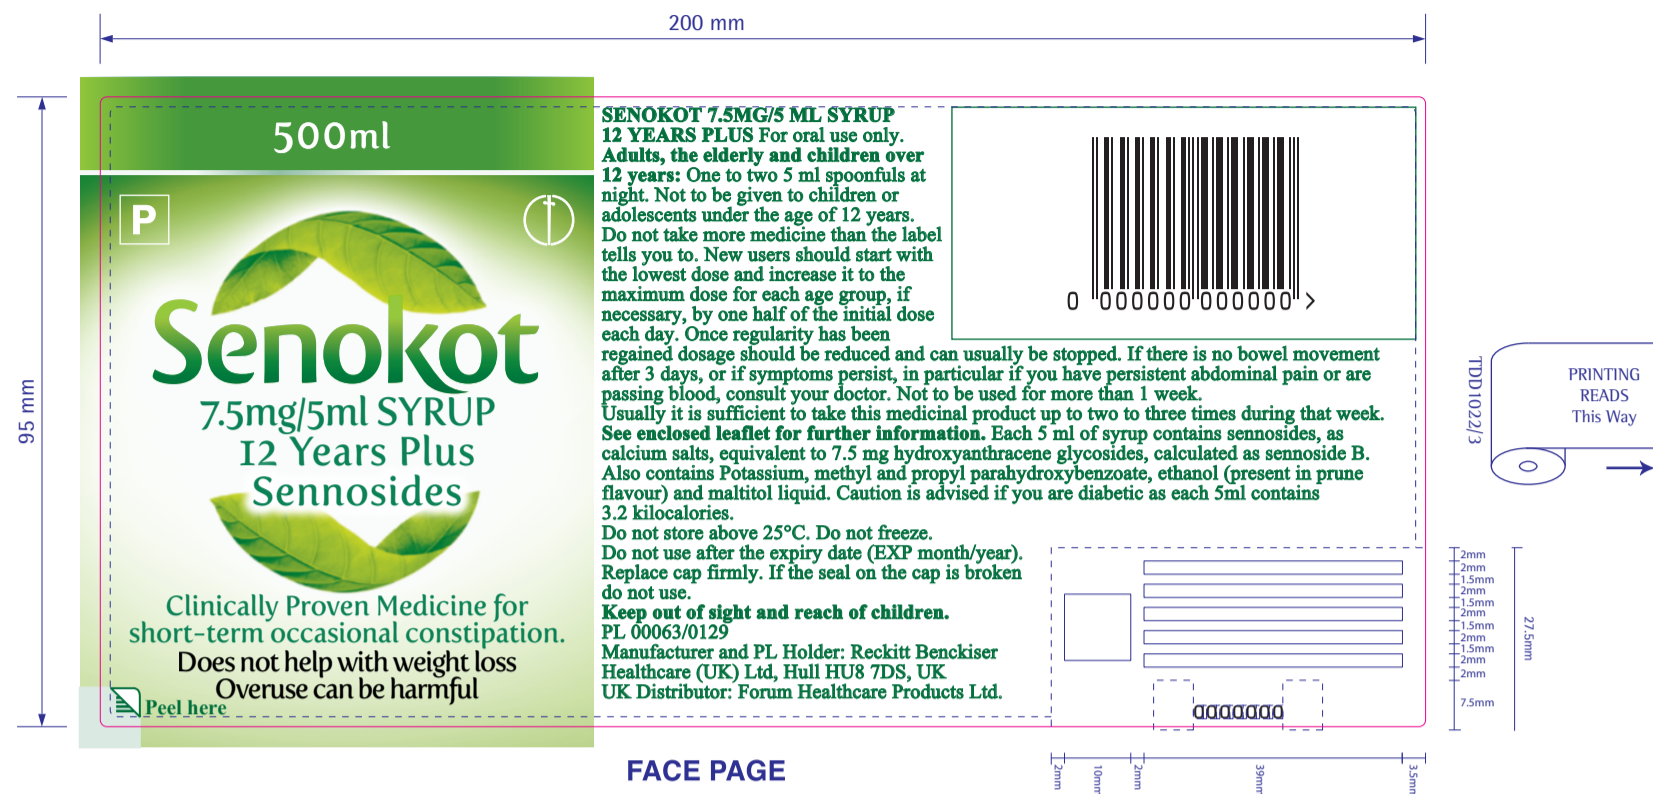 200 mm
95 mm
500ml
P
Senokot
7.5mg/5ml SYRUP
12 Years Plus
Sennosides
Clinically Proven Medicine for
short-term occasional constipation.
Does not help with weight loss
Overuse can be harmful
Peel here
SENOKOT 7.5MG/5 ML SYRUP
12 YEARS PLUS For oral use only.
Adults, the elderly and children over
12 years: One to two 5 ml spoonfuls at
night. Not to be given to children or
adolescents under the age of 12 years.
Do not take more medicine than the label
tells you to. New users should start with
the lowest dose and increase it to the
maximum dose for each age group, if
necessary, by one half of the initial dose
each day. Once regularity has been
regained dosage should be reduced and can usually be stopped. If there is no bowel movement
after 3 days, or if symptoms persist, in particular if you have persistent abdominal pain or are
passing blood, consult your doctor. Not to be used for more than 1 week.
Usually it is sufficient to take this medicinal product up to two to three times during that week.
See enclosed leaflet for further information. Each 5 ml of syrup contains sennosides, as
calcium salts, equivalent to 7.5 mg hydroxyanthracene glycosides, calculated as sennoside B.
Also contains Potassium, methyl and propyl parahydroxybenzoate, ethanol (present in prune
flavour) and maltitol liquid. Caution is advised if you are diabetic as each 5ml contains
3.2 kilocalories.
Do not store above 25°C. Do not freeze.
Do not use after the expiry date (EXP month/year).
Replace cap firmly. If the seal on the cap is broken
do not use.
Keep out of sight and reach of children.
PL 00063/0129
Manufacturer and PL Holder: Reckitt Benckiser
Healthcare (UK) Ltd, Hull HU8 7DS, UK
UK Distributor: Forum Healthcare Products Ltd.
0 000000 000000 >
TDD1022/3
PRINTING
READS
This Way
2mm
2mm
1.5mm
2mm
1.5mm
2mm
1.5mm
2mm
1.5mm
2mm
2mm
7.5mm
27.5mm
0000000
2mm
10mm
2mm
39mm
3.5mm
FACE PAGE